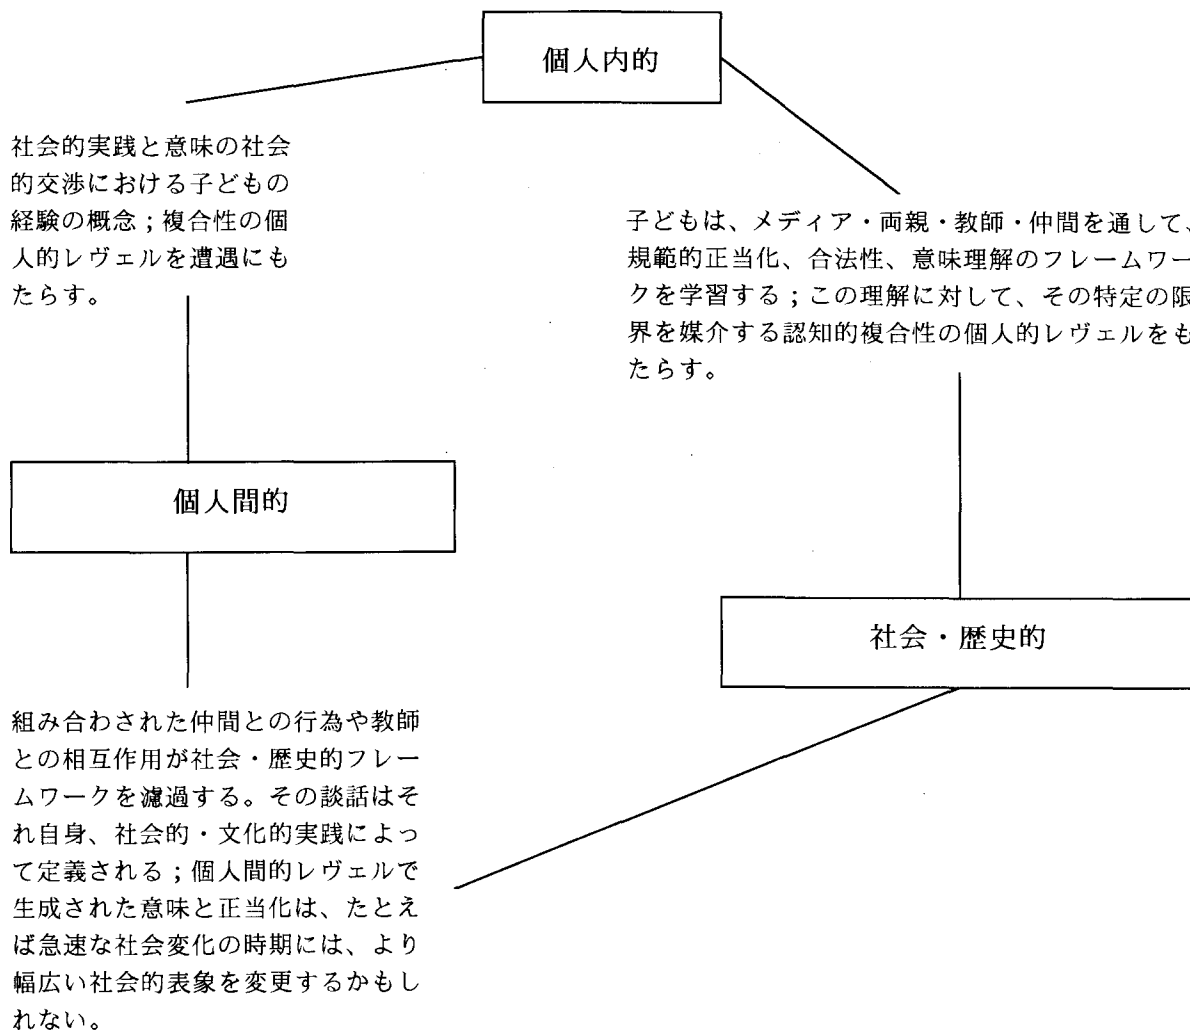 個人内的
社会的実践と意味の社会
的交渉における子どもの
経験の概念；複合性の個
人的レヴェルを遭遇にも
たらす。
子どもは、メディア・両親・教師・仲間を通して、
規範的正当化、合法性、意味理解のフレームワー
クを学習する；この理解に対して、その特定の限
界を媒介する認知的複合性の個人的レヴェルをも
たらす。
個人間的
社会・歴史的
組み合わされた仲間との行為や教師
との相互作用が社会・歴史的フレー
ムワークを濾過する。その談話はそ
れ自身、社会的・文化的実践によっ
て定義される；個人間的レヴェルで
生成された意味と正当化は、たとえ
ば急速な社会変化の時期には、より
幅広い社会的表象を変更するかもし
れない。